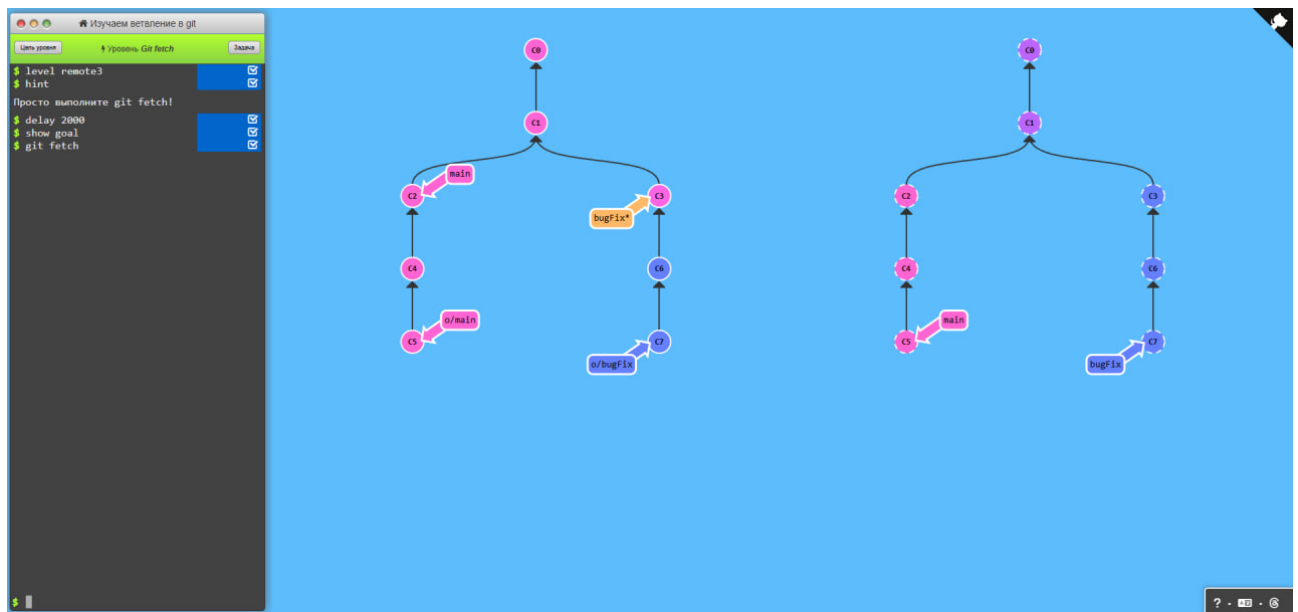 Изучаем ветвление в git
Цель уровня
Уровень Git fetch
Задача
$ level remote3
$ hint
Просто выполните git fetch!
$ delay 2000
$ show goal
$ git fetch
$
C0
C1
C2
main
C3
bugFix*
C4
C6
C5
o/main
C7
o/bugFix
C0
C1
C2
C3
C4
C6
C5
main
C7
bugFix
?